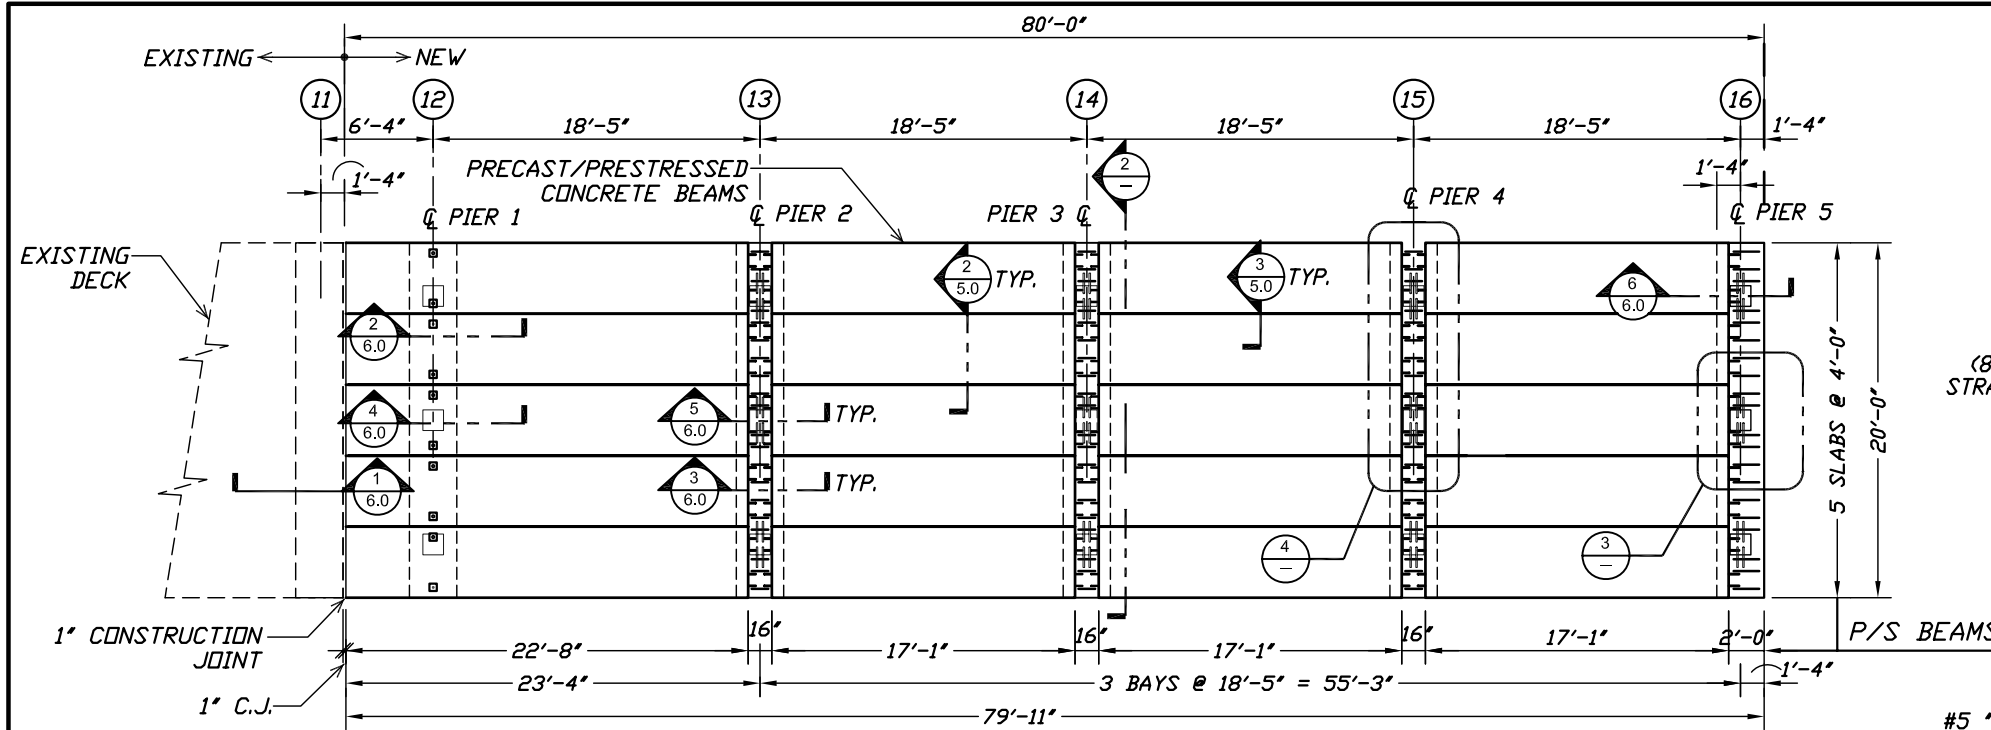 80'-0"
EXISTING
NEW
11
12
13
14
15
16
6'-4"
18'-5"
18'-5"
18'-5"
18'-5"
1'-4"
1'-4"
PRECAST/PRESTRESSED
CONCRETE BEAMS
2
—
1'-4"
℄ PIER 1
℄ PIER 2
PIER 3 ℄
℄ PIER 4
℄ PIER 5
EXISTING
DECK
2
5.0
TYP.
3
5.0
TYP.
6
6.0
2
6.0
4
6.0
5
6.0
TYP.
1
6.0
3
6.0
TYP.
4
—
3
—
5 SLABS @ 4'-0"
20'-0"
(8
STRA
1" CONSTRUCTION
JOINT
22'-8"
16"
17'-1"
16"
17'-1"
16"
17'-1"
2'-0"
P/S BEAMS
23'-4"
3 BAYS @ 18'-5" = 55'-3"
1'-4"
1" C.J.
79'-11"
#5 "